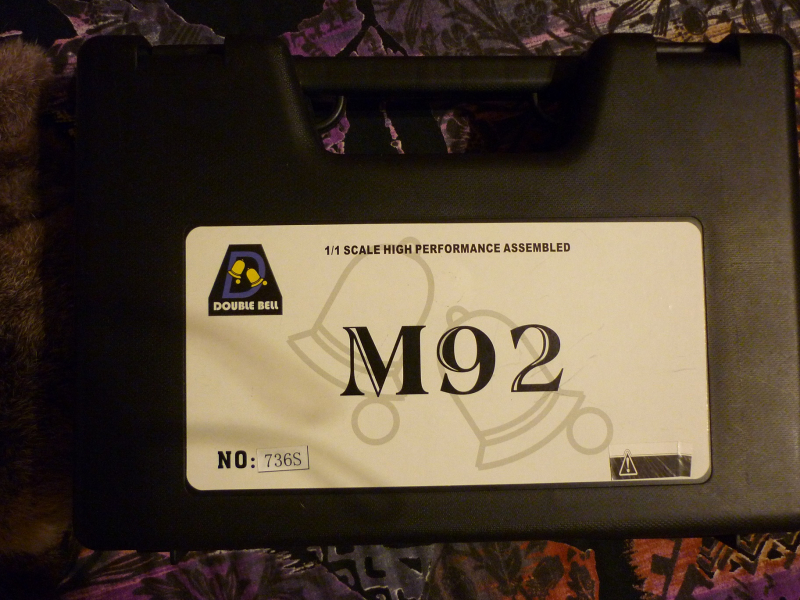 1/1 SCALE HIGH PERFORMANCE ASSEMBLED
DOUBLE BELL
M92
NO: 736S